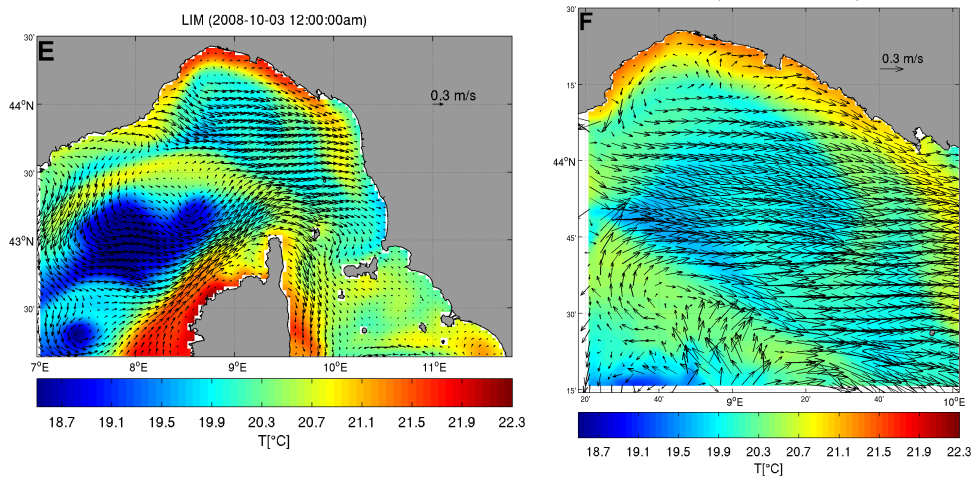 LIM (2008-10-03 12:00:00am)
E
30'
44°N
30'
43°N
30'
0.3 m/s
7°E 8°E 9°E 10°E 11°E
18.7 19.1 19.5 19.9 20.3 20.7 21.1 21.5 21.9 22.3
T[°C]
F
30'
15'
44°N
45'
30'
15'
0.3 m/s
20' 40' 9°E 20' 40' 10°E
18.7 19.1 19.5 19.9 20.3 20.7 21.1 21.5 21.9 22.3
T[°C]